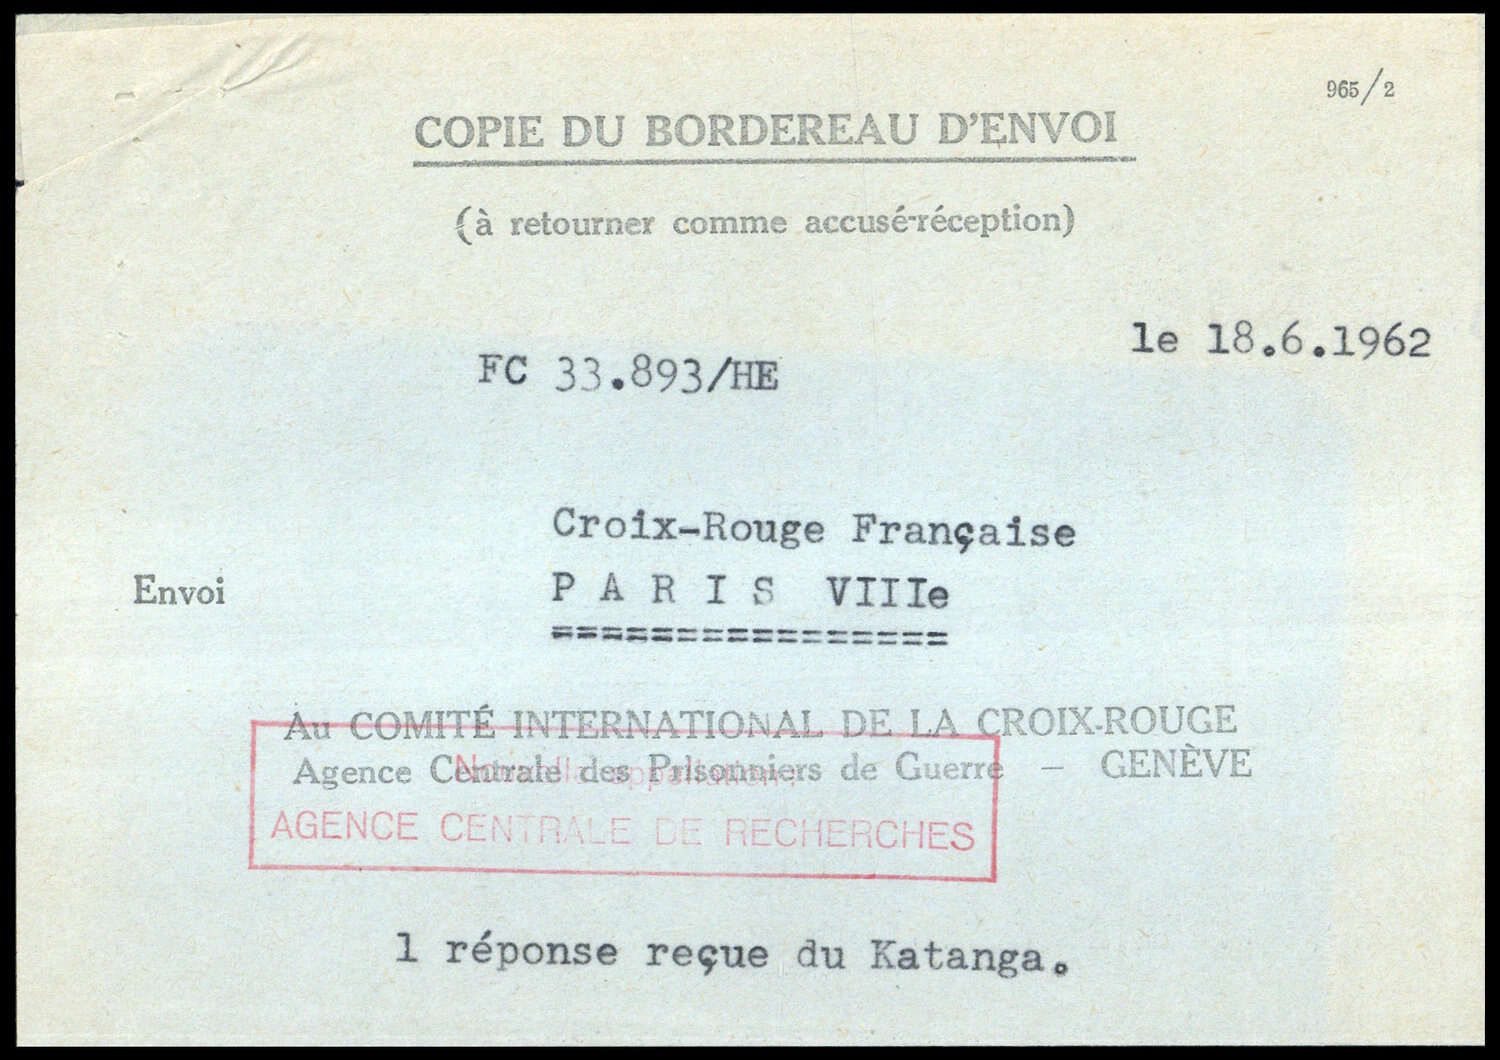 965/2
COPIE DU BORDEREAU D'ENVOI
(à retourner comme accusé-réception)
le 18.6.1962
FC 33.893/HE
Croix-Rouge Française
Envoi P A R I S VIIIe
================
Au COMITÉ INTERNATIONAL DE LA CROIX-ROUGE
Agence Centrale des Prisonniers de Guerre – GENÈVE
Nouvelle appellation:
AGENCE CENTRALE DE RECHERCHES
1 réponse reçue du Katanga.